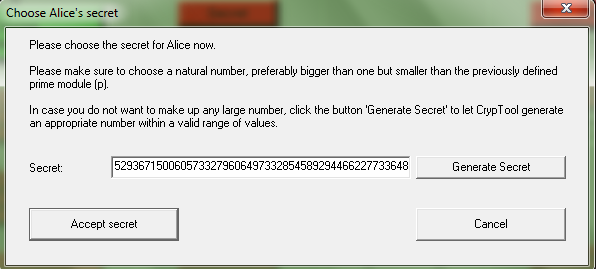 Choose Alice's secret
Please choose the secret for Alice now.
Please make sure to choose a natural number, preferably bigger than one but smaller than the previously defined
prime module (p).
In case you do not want to make up any large number, click the button 'Generate Secret' to let CrypTool generate
an appropriate number within a valid range of values.
Secret: 5293671500605733279606497332854589294466227733648 Generate Secret
Accept secret Cancel